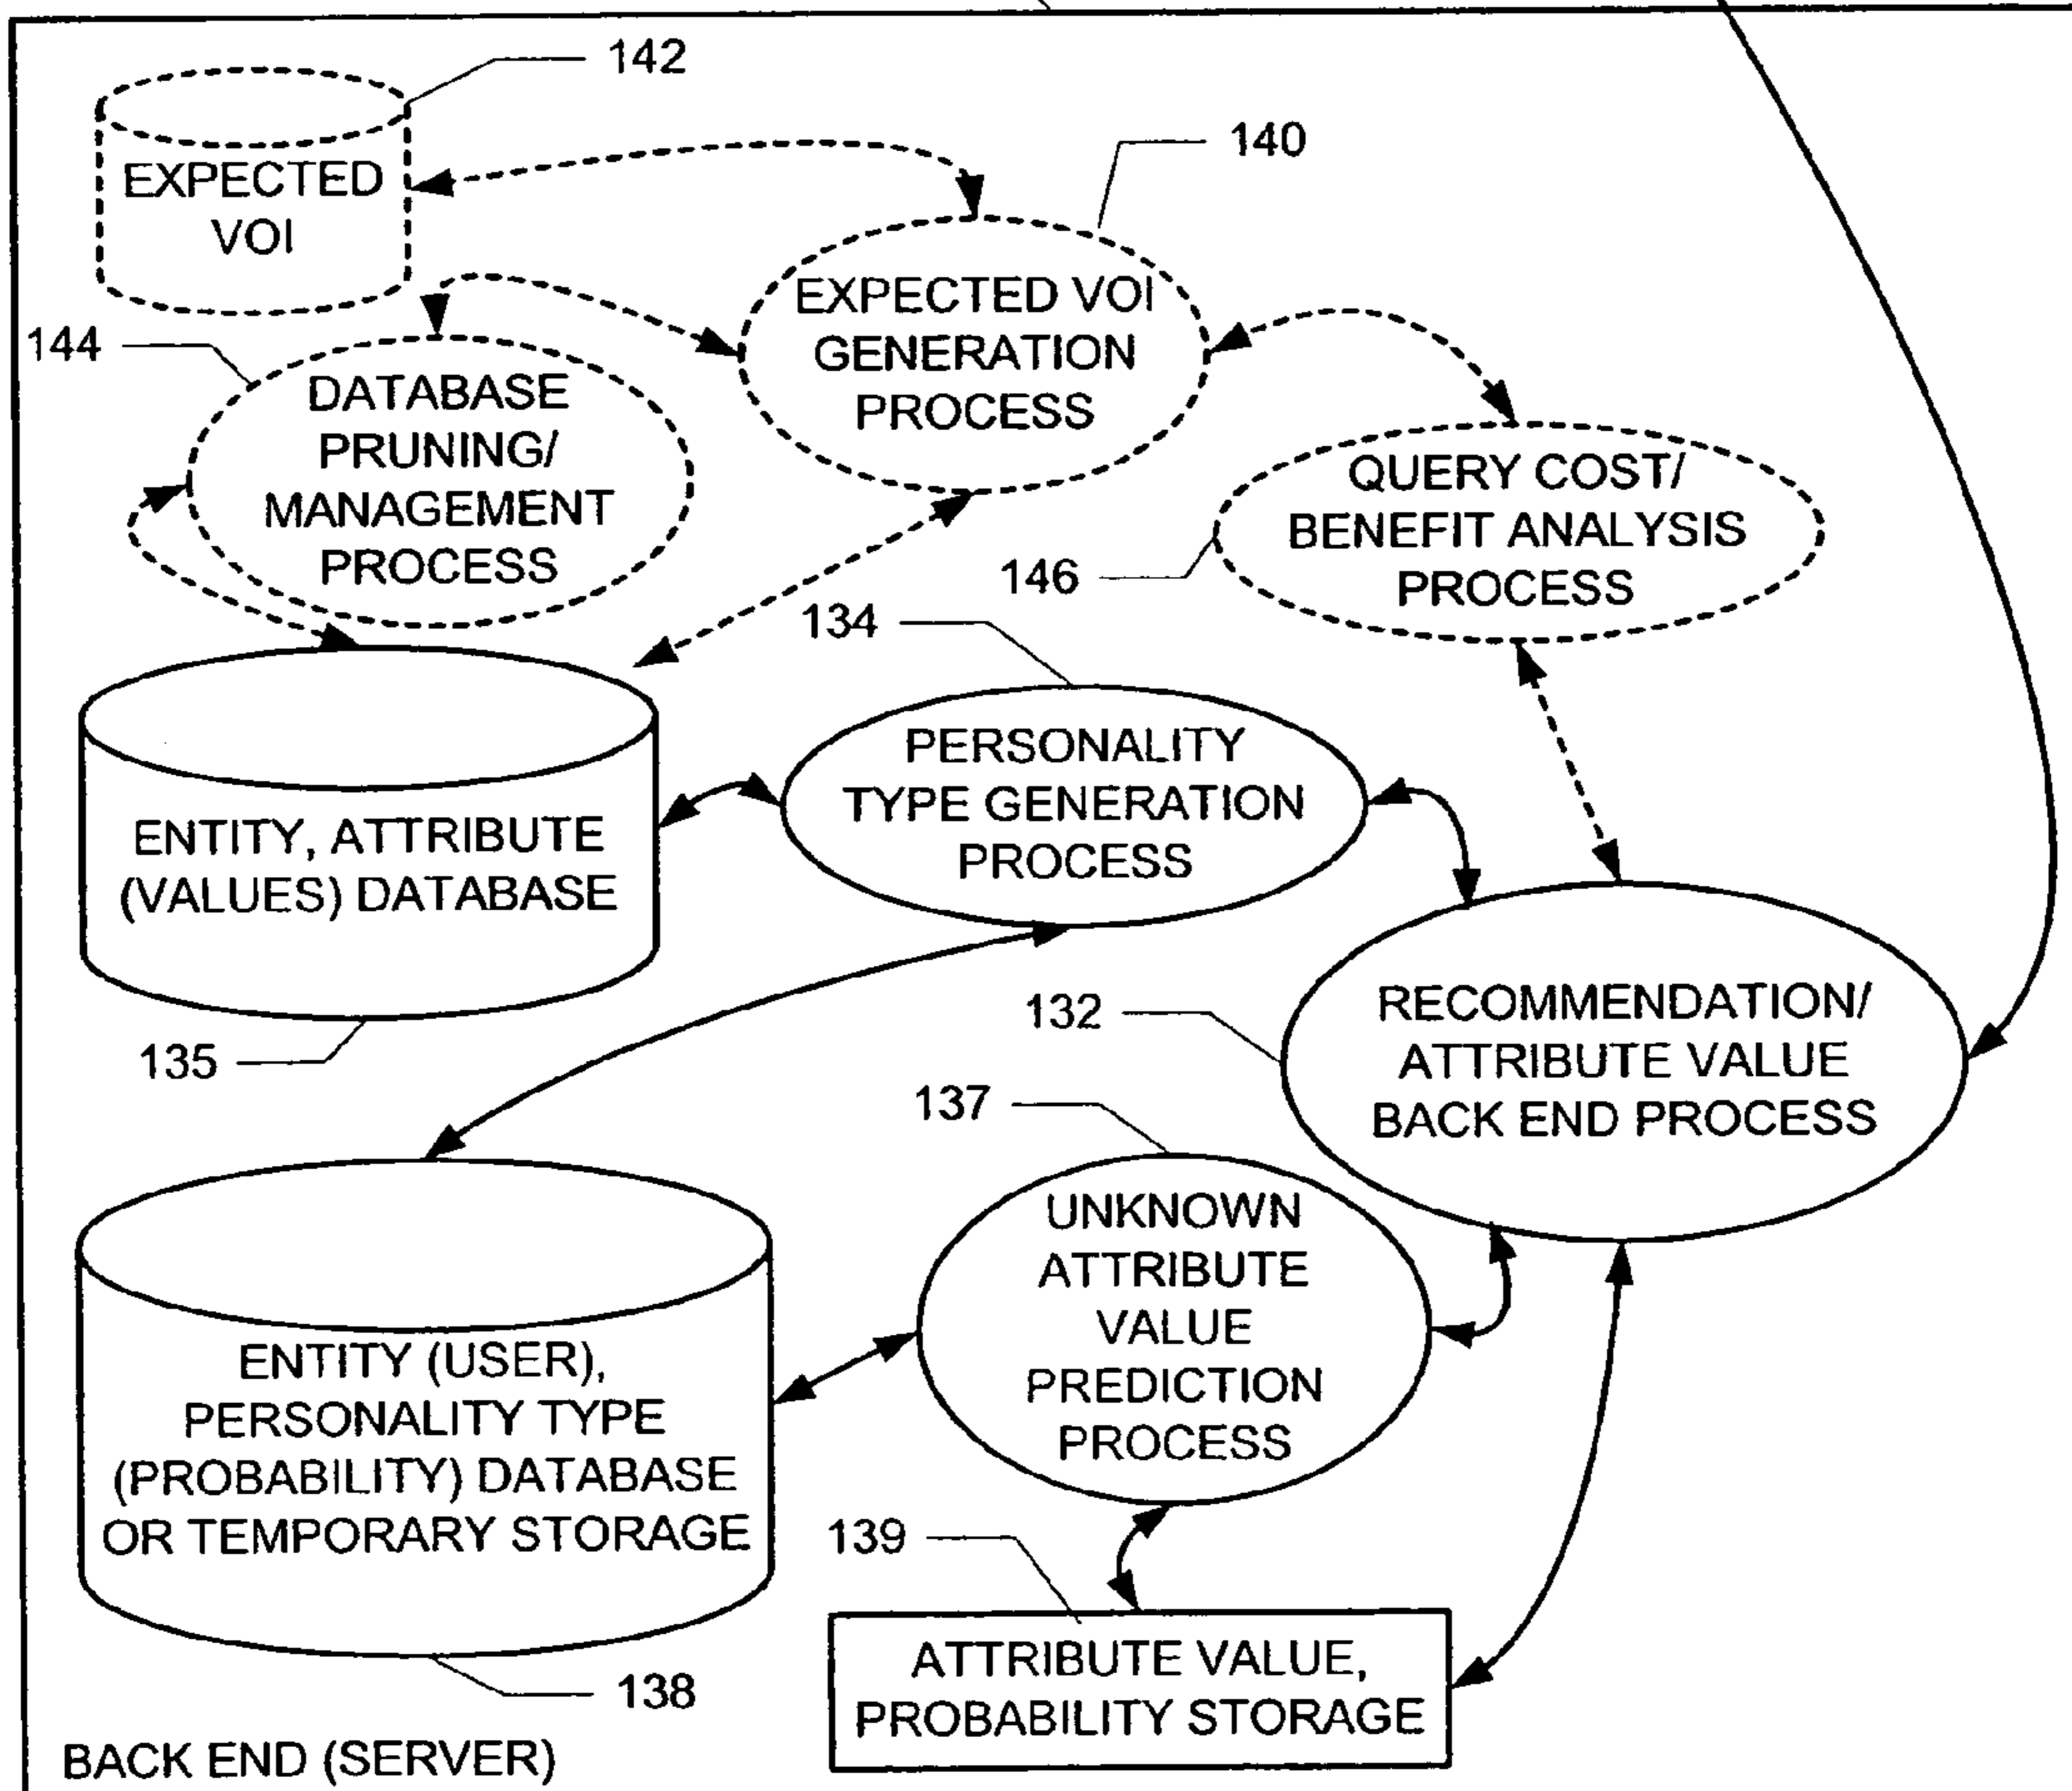 142
EXPECTED
VOI
140
EXPECTED VOI
GENERATION
PROCESS
144
DATABASE
PRUNING/
MANAGEMENT
PROCESS
QUERY COST/
BENEFIT ANALYSIS
PROCESS
146
134
PERSONALITY
TYPE GENERATION
PROCESS
ENTITY, ATTRIBUTE
(VALUES) DATABASE
135
132
RECOMMENDATION/
ATTRIBUTE VALUE
BACK END PROCESS
137
UNKNOWN
ATTRIBUTE
VALUE
PREDICTION
PROCESS
ENTITY (USER),
PERSONALITY TYPE
(PROBABILITY) DATABASE
OR TEMPORARY STORAGE
138
139
ATTRIBUTE VALUE,
PROBABILITY STORAGE
BACK END (SERVER)